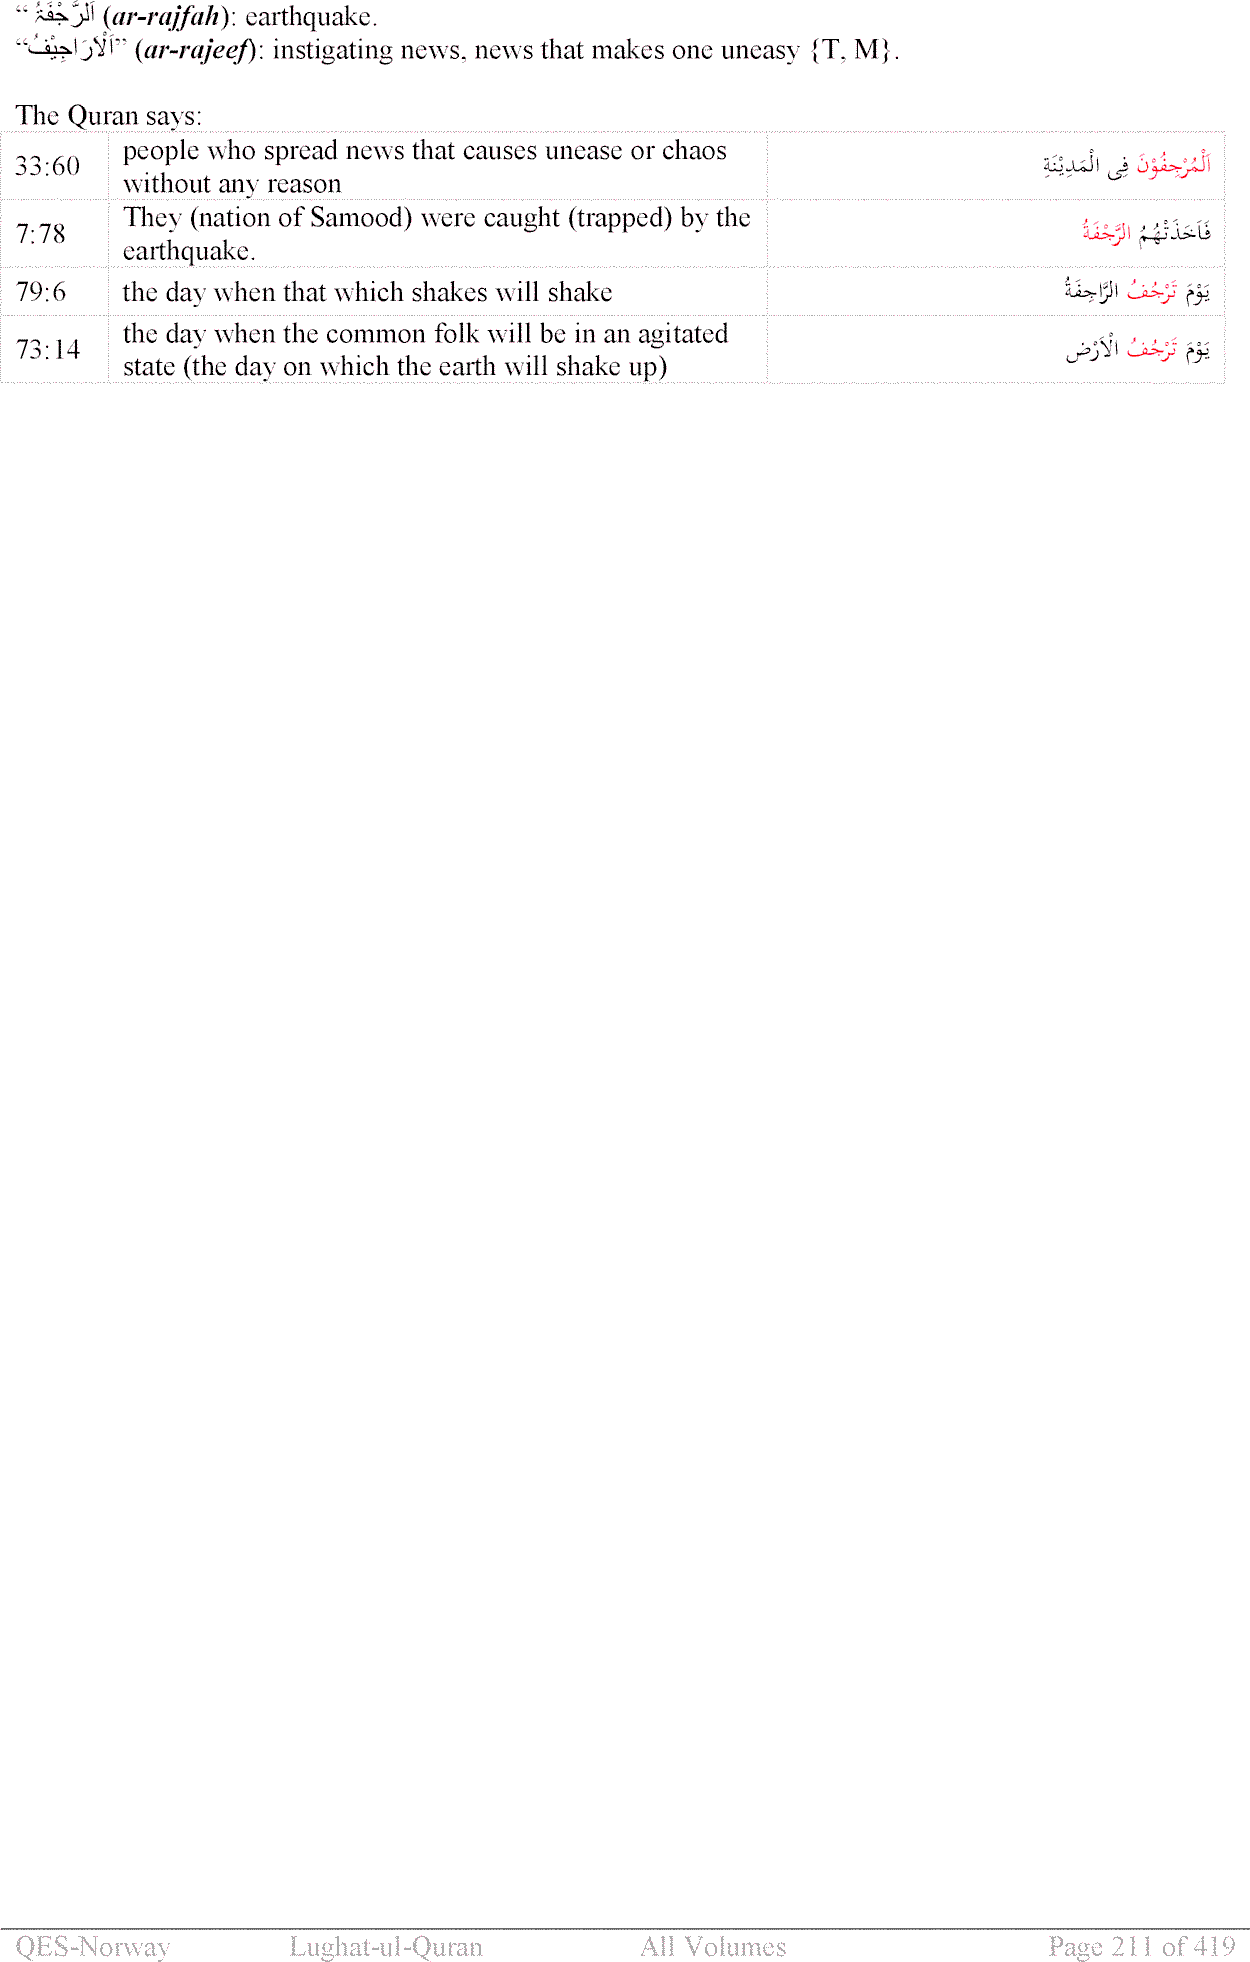 “ اَلرَّجْفَۃُ (ar-rajfah): earthquake.
“اَلْاَرَاجِیْفُ” (ar-rajeef): instigating news, news that makes one uneasy {T, M}.
The Quran says:
33:60 people who spread news that causes unease or chaos اَلْمُرْجِفُوْنَ فِی الْمَدِیْنَۃِ
without any reason
7:78 They (nation of Samood) were caught (trapped) by the فَاَخَذَتْهُمُ الرَّجْفَةُ
earthquake.
79:6 the day when that which shakes will shake یَوْمَ تَرْجُفُ الرَّاجِفَةُ
73:14 the day when the common folk will be in an agitated یَوْمَ تَرْجُفُ الْاَرْضُ
state (the day on which the earth will shake up)
QES-Norway Lughat-ul-Quran All Volumes Page 211 of 419